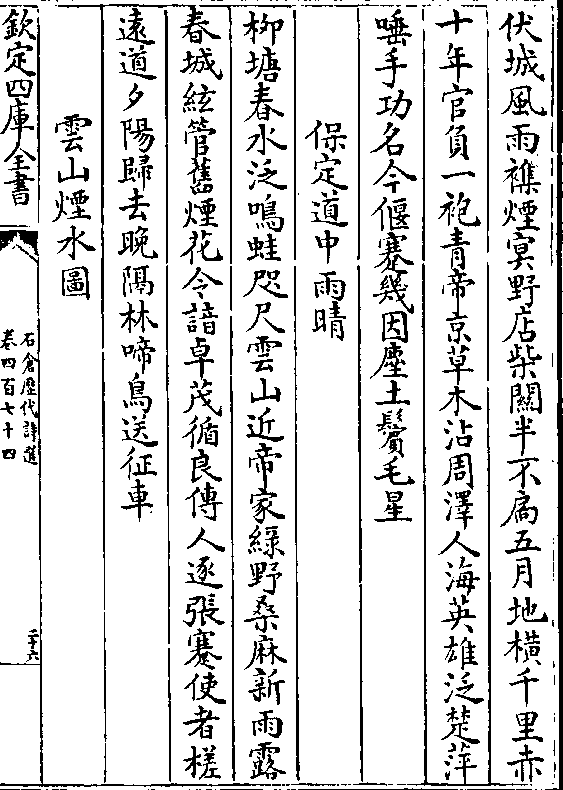 伏城風雨襍煙㝠野店柴關半不扃五月地横千里赤
十年官負一袍青帝京草木沾周澤人海英雄泛楚萍
唾手功名今偃蹇幾因塵土鬢毛星
保定道中雨晴
柳塘春水泛鳴蛙咫尺雲山近帝家緑野桑麻新雨露
春城絃管舊煙花令諳卓茂循良傳人逐張蹇使者槎
遠道夕陽歸去晚隔林啼鳥送征車
雲山煙水圖
欽定四庫全書
石倉歷代詩選
卷四百七十四
二十六